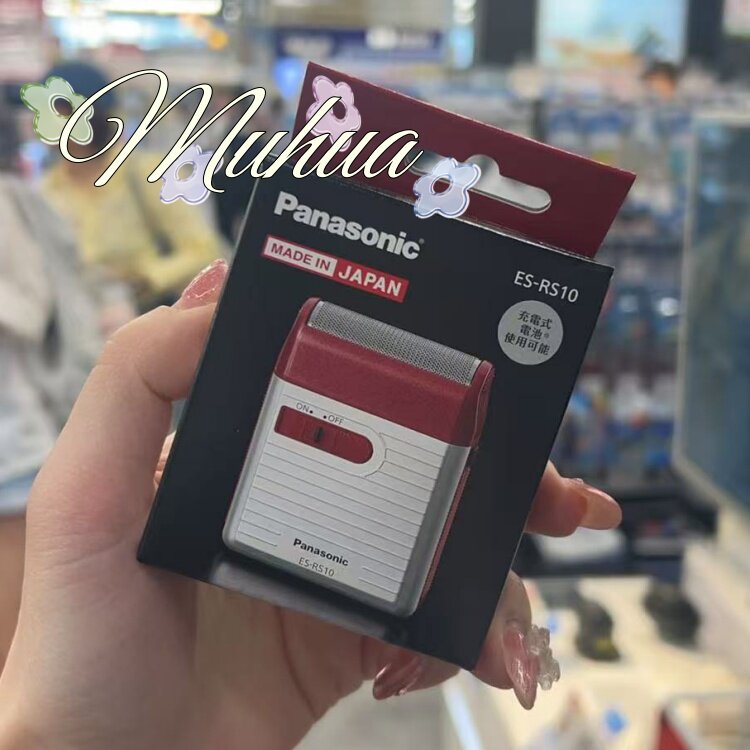 Muhua
Panasonic
MADE IN JAPAN
ES-RS10
充電式
電池※
使用可能
ON OFF
Panasonic
ES-RS10